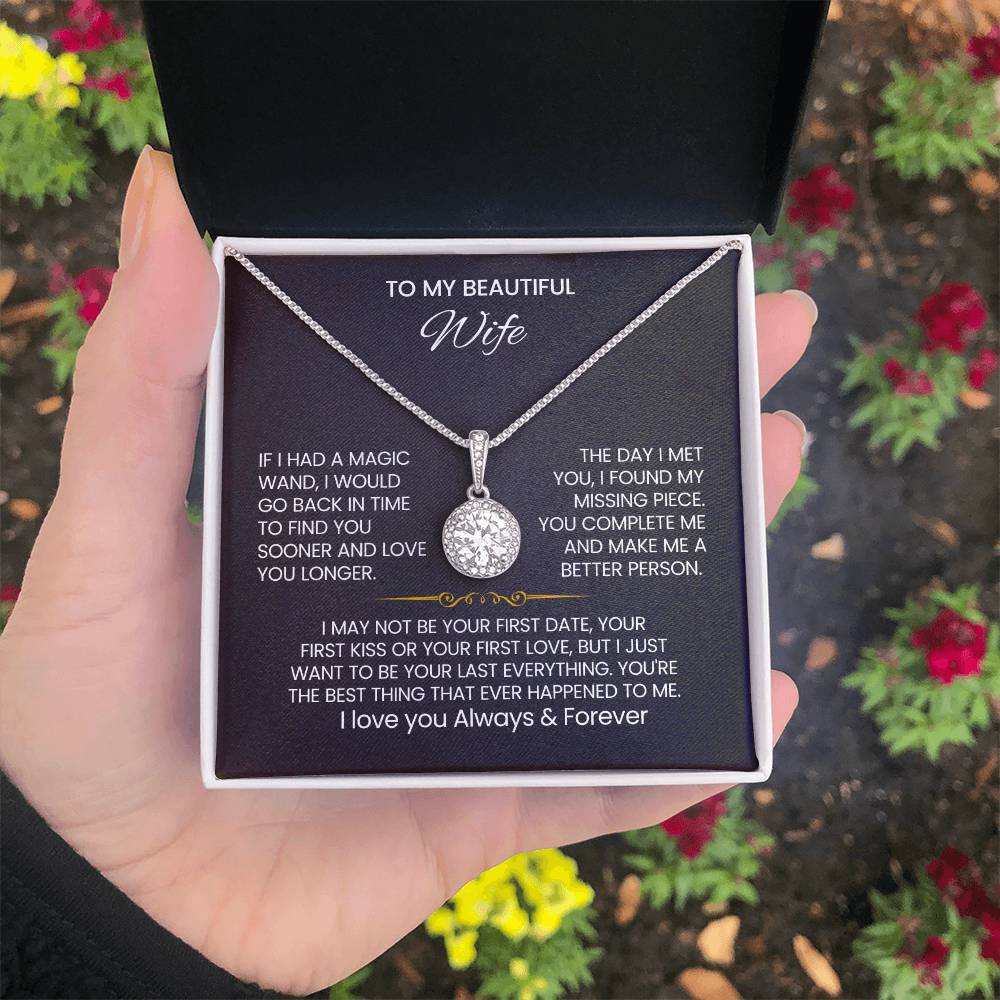 TO MY BEAUTIFUL
Wife
IF I HAD A MAGIC
WAND, I WOULD
GO BACK IN TIME
TO FIND YOU
SOONER AND LOVE
YOU LONGER.
THE DAY I MET
YOU, I FOUND MY
MISSING PIECE.
YOU COMPLETE ME
AND MAKE ME A
BETTER PERSON.
I MAY NOT BE YOUR FIRST DATE, YOUR
FIRST KISS OR YOUR FIRST LOVE, BUT I JUST
WANT TO BE YOUR LAST EVERYTHING. YOU'RE
THE BEST THING THAT EVER HAPPENED TO ME.
I love you Always & Forever